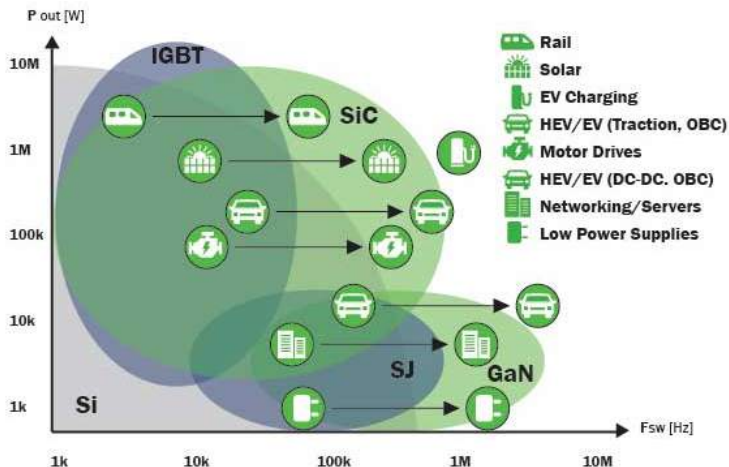 P out [W]
10M
1M
100k
10k
1k
IGBT
SiC
SJ
GaN
Si
Rail
Solar
EV Charging
HEV/EV (Traction, OBC)
Motor Drives
HEV/EV (DC-DC. OBC)
Networking/Servers
Low Power Supplies
Fsw [Hz]
1k
10k
100k
1M
10M